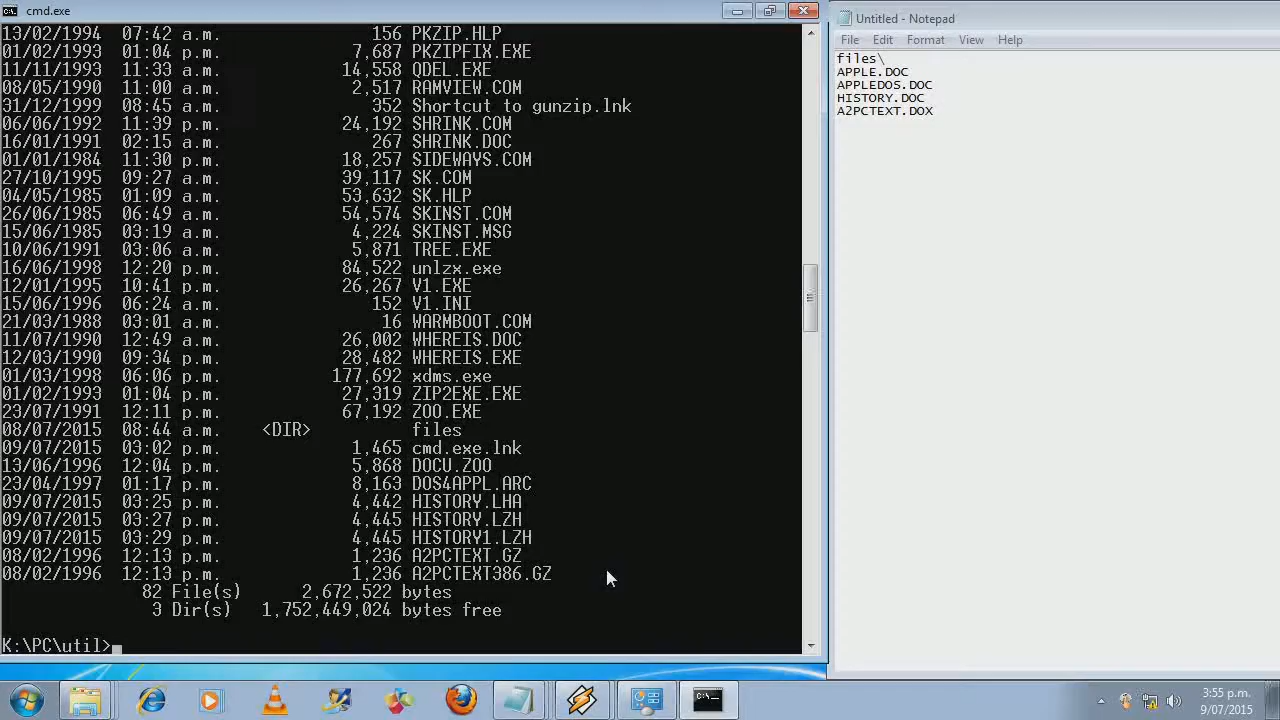 cmd.exe
13/02/1994 07:42 a.m. 156 PKZIP.HLP
01/02/1993 01:04 p.m. 7,687 PKZIPFIX.EXE
11/11/1993 11:33 a.m. 14,558 QDEL.EXE
08/05/1990 11:00 a.m. 2,517 RAMVIEW.COM
31/12/1999 08:45 a.m. 352 Shortcut to gunzip.lnk
06/06/1992 11:39 p.m. 24,192 SHRINK.COM
16/01/1991 02:15 a.m. 267 SHRINK.DOC
01/01/1984 11:30 p.m. 18,257 SIDEWAYS.COM
27/10/1995 09:27 a.m. 39,117 SK.COM
04/05/1985 01:09 a.m. 53,632 SK.HLP
26/06/1985 06:49 a.m. 54,574 SKINST.COM
15/06/1985 03:19 a.m. 4,224 SKINST.MSG
10/06/1991 03:06 a.m. 5,871 TREE.EXE
16/06/1998 12:20 p.m. 84,522 unlzx.exe
12/01/1995 10:41 p.m. 26,267 V1.EXE
15/06/1996 06:24 a.m. 152 V1.INI
21/03/1988 03:01 a.m. 16 WARMBOOT.COM
11/07/1990 12:49 a.m. 26,002 WHEREIS.DOC
12/03/1990 09:34 p.m. 28,482 WHEREIS.EXE
01/03/1998 06:06 p.m. 177,692 xdms.exe
01/02/1993 01:04 p.m. 27,319 ZIP2EXE.EXE
23/07/1991 12:11 p.m. 67,192 ZOO.EXE
08/07/2015 08:44 a.m. <DIR> files
09/07/2015 03:02 p.m. 1,465 cmd.exe.lnk
13/06/1996 12:04 p.m. 5,868 DOCU.ZOO
23/04/1997 01:17 p.m. 8,163 DOS4APPL.ARC
09/07/2015 03:25 p.m. 4,442 HISTORY.LHA
09/07/2015 03:27 p.m. 4,445 HISTORY.LZH
09/07/2015 03:29 p.m. 4,445 HISTORY1.LZH
08/02/1996 12:13 p.m. 1,236 A2PCTEXT.GZ
08/02/1996 12:13 p.m. 1,236 A2PCTEXT386.GZ
82 File(s) 2,672,522 bytes
3 Dir(s) 1,752,449,024 bytes free
K:\PC\util>
Untitled - Notepad
File Edit Format View Help
files\
APPLE.DOC
APPLEDOS.DOC
HISTORY.DOC
A2PCTEXT.DOX
3:55 p.m.
9/07/2015